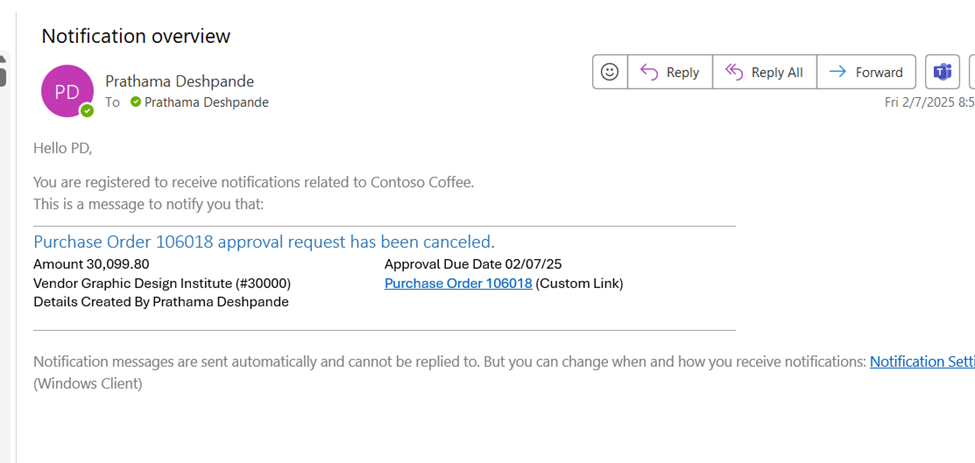 Notification overview
PD
Prathama Deshpande
To Prathama Deshpande
Reply
Reply All
Forward
Fri 2/7/2025 8:5
Hello PD,
You are registered to receive notifications related to Contoso Coffee.
This is a message to notify you that:
Purchase Order 106018 approval request has been canceled.
Amount 30,099.80 Approval Due Date 02/07/25
Vendor Graphic Design Institute (#30000) Purchase Order 106018 (Custom Link)
Details Created By Prathama Deshpande
Notification messages are sent automatically and cannot be replied to. But you can change when and how you receive notifications: Notification Setti
(Windows Client)